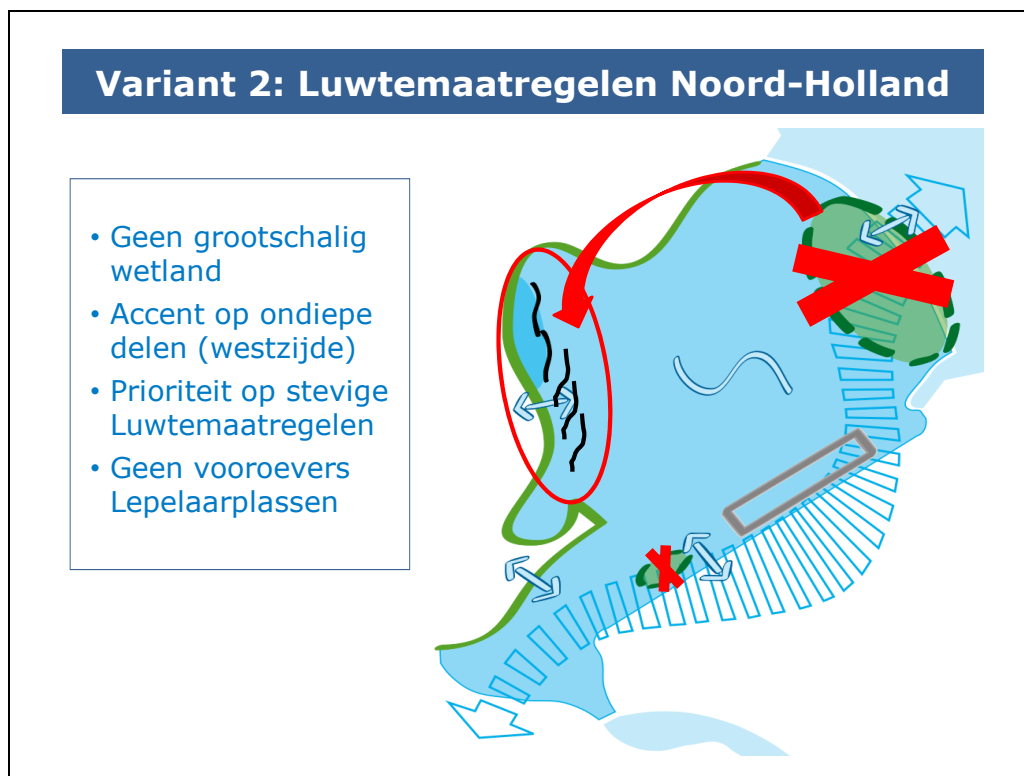 Variant 2: Luwtemaatregelen Noord-Holland
• Geen grootschalig
wetland
• Accent op ondiepe
delen (westzijde)
• Prioriteit op stevige
Luwtemaatregelen
• Geen vooroevers
Lepelaarplassen